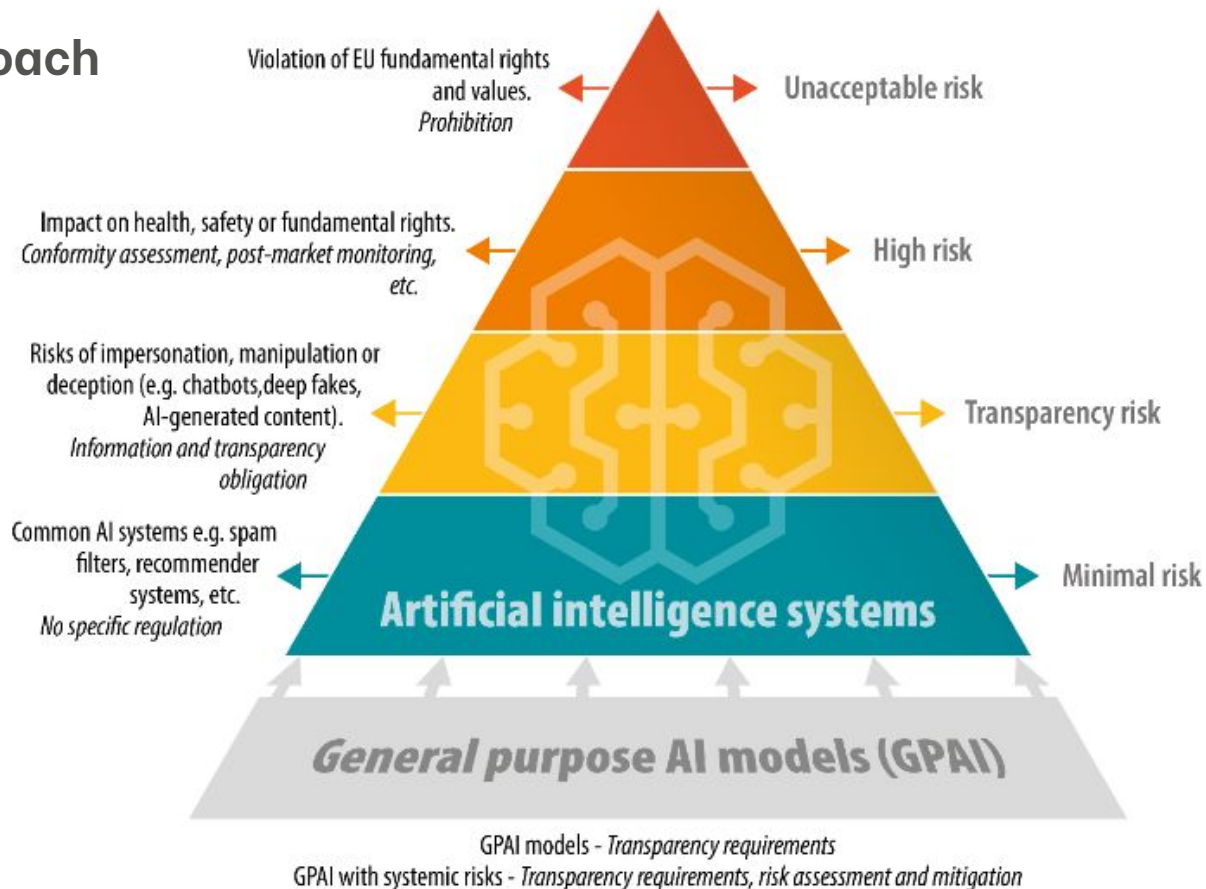 Violation of EU fundamental rights
and values.
Prohibition
Unacceptable risk
Impact on health, safety or fundamental rights.
Conformity assessment, post-market monitoring,
etc.
High risk
Risks of impersonation, manipulation or
deception (e.g. chatbots,deep fakes,
AI-generated content).
Information and transparency
obligation
Transparency risk
Common AI systems e.g. spam
filters, recommender
systems, etc.
No specific regulation
Minimal risk
Artificial intelligence systems
General purpose AI models (GPAI)
GPAI models - Transparency requirements
GPAI with systemic risks - Transparency requirements, risk assessment and mitigation